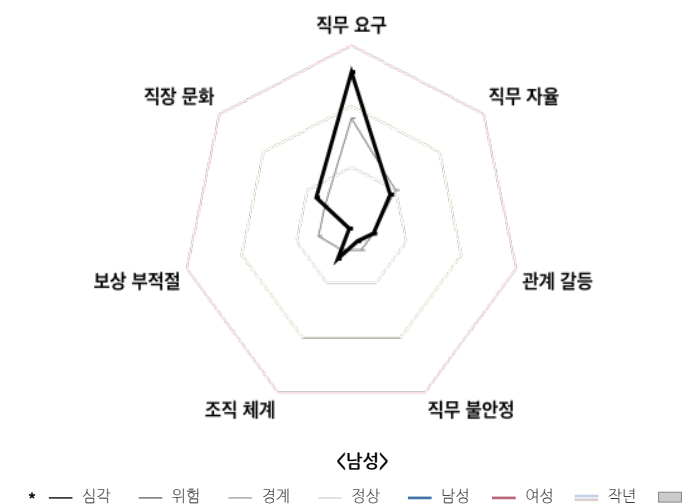 직무 요구
직장 문화
직무 자율
보상 부적절
관계 갈등
조직 체계
직무 불안정
<남성>
* 심각 위험 경계 정상 남성 여성 작년